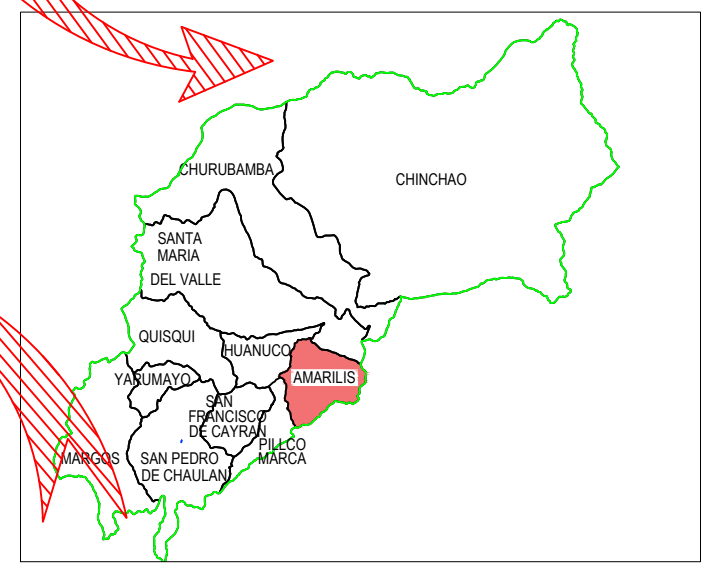 CHURUBAMBA
CHINCHAO
SANTA
MARIA
DEL VALLE
QUISQUI
HUANUCO
AMARILIS
YARUMAYO
SAN
FRANCISCO
DE CAYRAN
PILLCO
MARCA
MARGOS
SAN PEDRO
DE CHAULAN